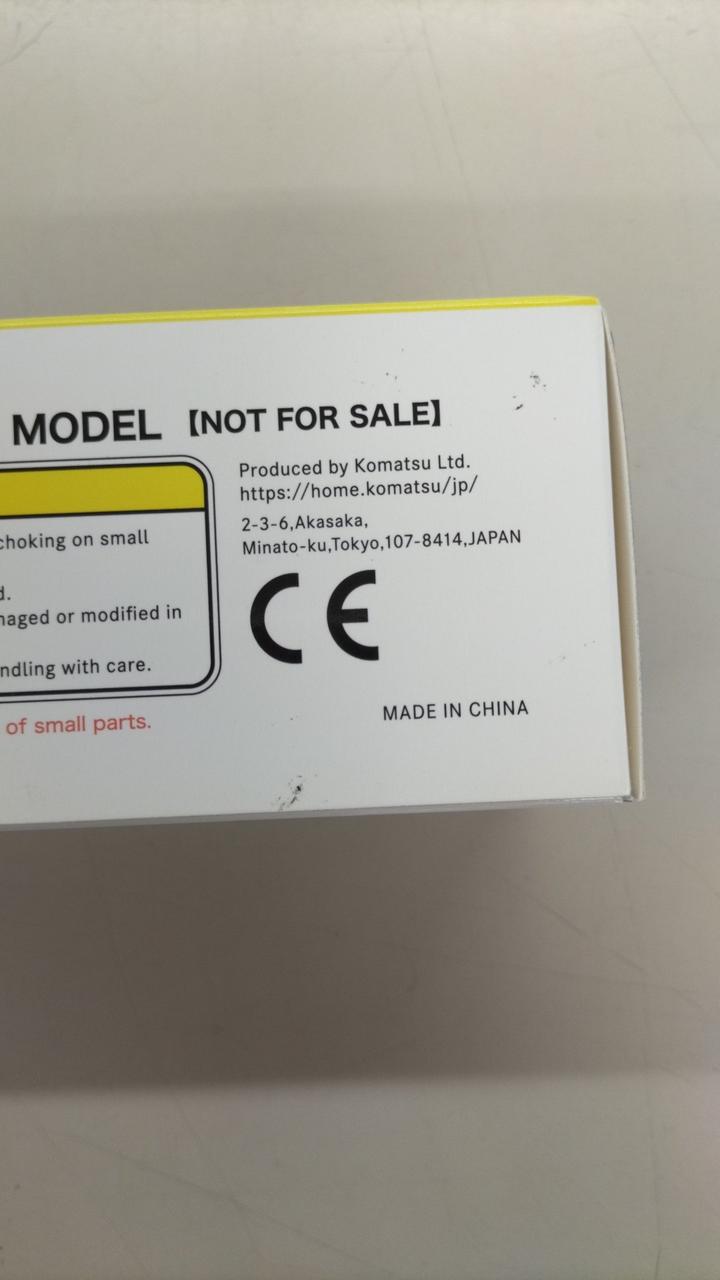 MODEL 【NOT FOR SALE】
choking on small
d.
naged or modified in
ndling with care.
of small parts.
Produced by Komatsu Ltd.
https://home.komatsu/jp/
2-3-6,Akasaka,
Minato-ku,Tokyo,107-8414,JAPAN
CE
MADE IN CHINA